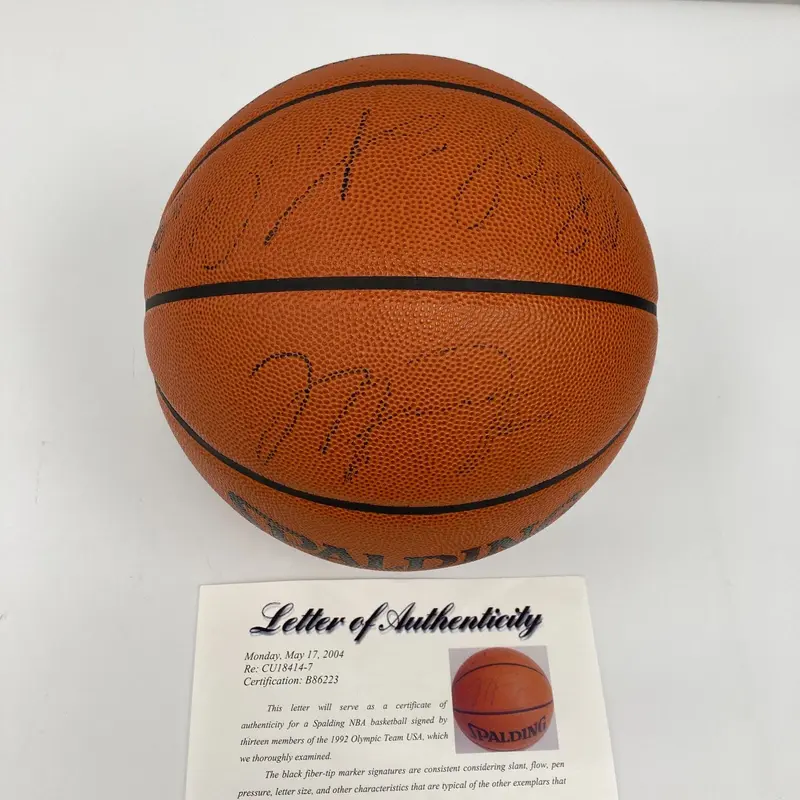 SPALDING
Letter of Authenticity
Monday, May 17, 2004
Re: CU18414-7
Certification: B86223
SPALDING
This letter will serve as a certificate of
authenticity for a Spalding NBA basketball signed by
thirteen members of the 1992 Olympic Team USA, which
we thoroughly examined.
The black fiber-tip marker signatures are consistent considering slant, flow, pen
pressure, letter size, and other characteristics that are typical of the other exemplars that